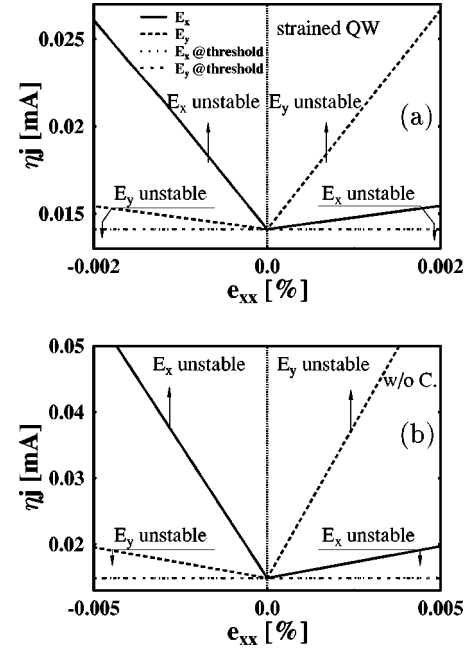 0.025
0.02
0.015
ηj [mA]
E_x
E_y
E_x @threshold
E_y @threshold
strained QW
E_x unstable
E_y unstable
(a)
E_y unstable
E_x unstable
-0.002
0.0
0.002
e_xx [%]
0.05
0.04
0.03
0.02
ηj [mA]
E_x unstable
E_y unstable
w/o C.
(b)
E_y unstable
E_x unstable
-0.005
0.0
0.005
e_xx [%]